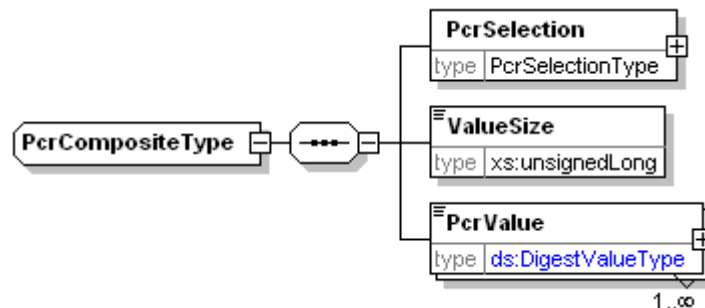 PcrSelection
type PcrSelectionType
PcrCompositeType
ValueSize
type xs:unsignedLong
PcrValue
type ds:DigestValueType
1..∞